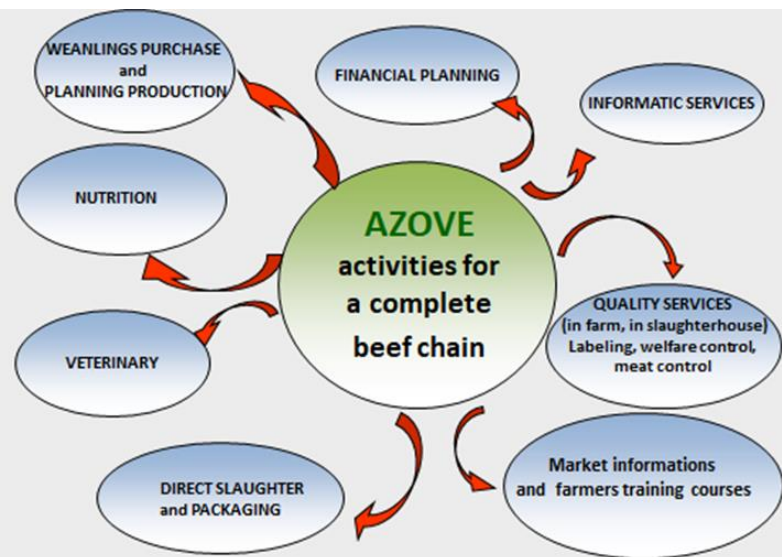 WEANLINGS PURCHASE
and
PLANNING PRODUCTION
FINANCIAL PLANNING
INFORMATIC SERVICES
NUTRITION
AZOVE
activities for
a complete
beef chain
QUALITY SERVICES
(in farm, in slaughterhouse)
Labeling, welfare control,
meat control
VETERINARY
Market informations
and farmers training courses
DIRECT SLAUGHTER
and PACKAGING